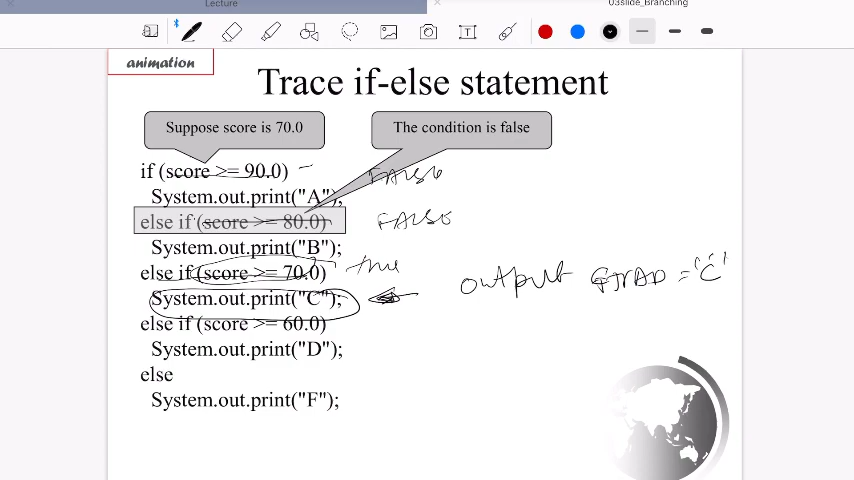 Lecture
03slide_Branching
T
animation
Trace if-else statement
Suppose score is 70.0
The condition is false
if (score >= 90.0)
FALSE
System.out.print("A");
else if (score >= 80.0)
FALSE
System.out.print("B");
else if (score >= 70.0)
true
System.out.print("C");
output GRAD = "C"
else if (score >= 60.0)
System.out.print("D");
else
System.out.print("F");